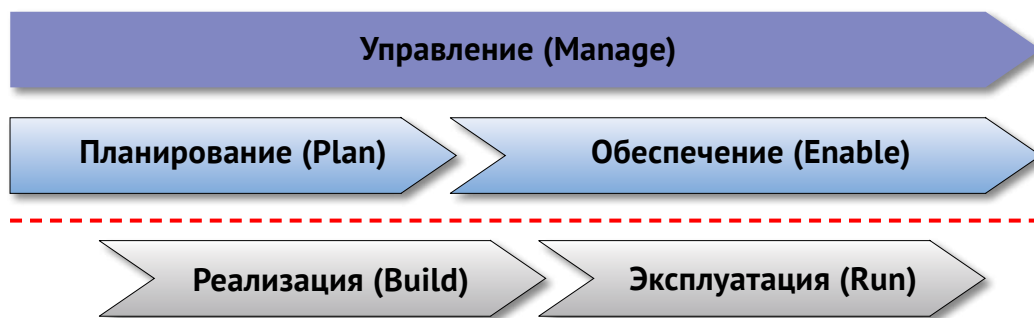 Управление (Manage)
Планирование (Plan)
Обеспечение (Enable)
Реализация (Build)
Эксплуатация (Run)